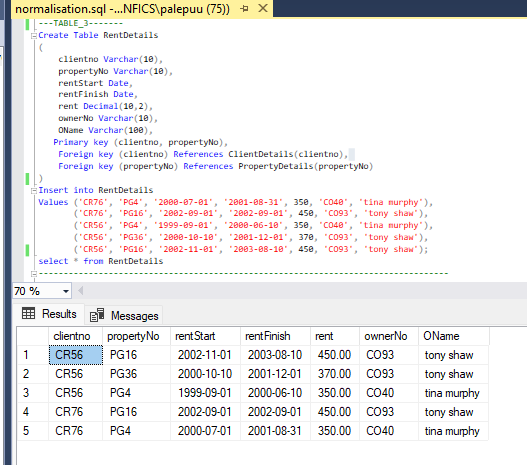 normalisation.sql -...NFICS\palepuu (75))
---TABLE_3-------
Create Table RentDetails
(
clientno Varchar(10),
propertyNo Varchar(10),
rentStart Date,
rentFinish Date,
rent Decimal(10,2),
ownerNo Varchar(10),
OName Varchar(100),
Primary key (clientno, propertyNo),
Foreign key (clientno) References ClientDetails(clientno),
Foreign key (propertyNo) References PropertyDetails(propertyNo)
)
Insert into RentDetails
Values ('CR76', 'PG4', '2000-07-01', '2001-08-31', 350, 'CO40', 'tina murphy'),
('CR76', 'PG16', '2002-09-01', '2002-09-01', 450, 'CO93', 'tony shaw'),
('CR56', 'PG4', '1999-09-01', '2000-06-10', 350, 'CO40', 'tina murphy'),
('CR56', 'PG36', '2000-10-10', '2001-12-01', 370, 'CO93', 'tony shaw'),
('CR56', 'PG16', '2002-11-01', '2003-08-10', 450, 'CO93', 'tony shaw');
select * from RentDetails
70 %
Results Messages
clientno propertyNo rentStart rentFinish rent ownerNo OName
1 CR56 PG16 2002-11-01 2003-08-10 450.00 CO93 tony shaw
2 CR56 PG36 2000-10-10 2001-12-01 370.00 CO93 tony shaw
3 CR56 PG4 1999-09-01 2000-06-10 350.00 CO40 tina murphy
4 CR76 PG16 2002-09-01 2002-09-01 450.00 CO93 tony shaw
5 CR76 PG4 2000-07-01 2001-08-31 350.00 CO40 tina murphy